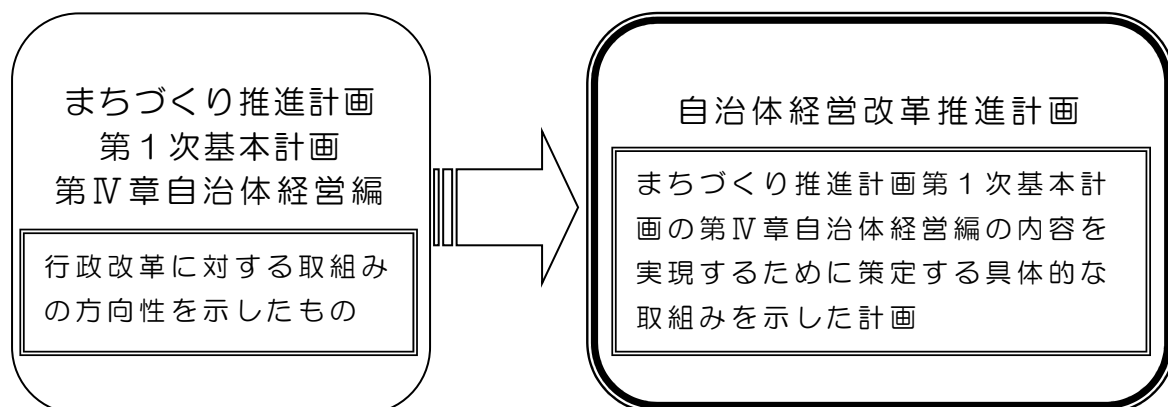 まちづくり推進計画
第１次基本計画
第Ⅳ章自治体経営編
行政改革に対する取組み
の方向性を示したもの
自治体経営改革推進計画
まちづくり推進計画第１次基本計
画の第Ⅳ章自治体経営編の内容を
実現するために策定する具体的な
取組みを示した計画